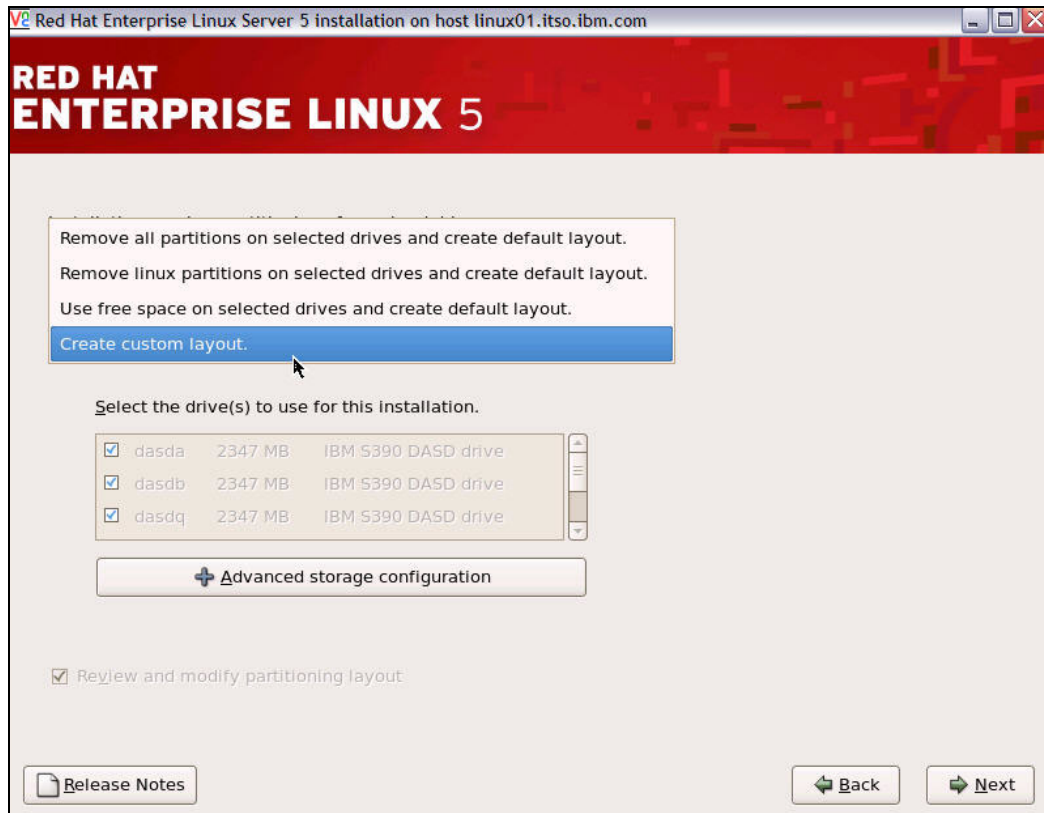 Red Hat Enterprise Linux Server 5 installation on host linux01.itso.ibm.com
RED HAT
ENTERPRISE LINUX 5
Remove all partitions on selected drives and create default layout.
Remove linux partitions on selected drives and create default layout.
Use free space on selected drives and create default layout.
Create custom layout.
Select the drive(s) to use for this installation.
dasda 2347 MB IBM S390 DASD drive
dasdb 2347 MB IBM S390 DASD drive
dasdq 2347 MB IBM S390 DASD drive
Advanced storage configuration
Review and modify partitioning layout
Release Notes
Back
Next